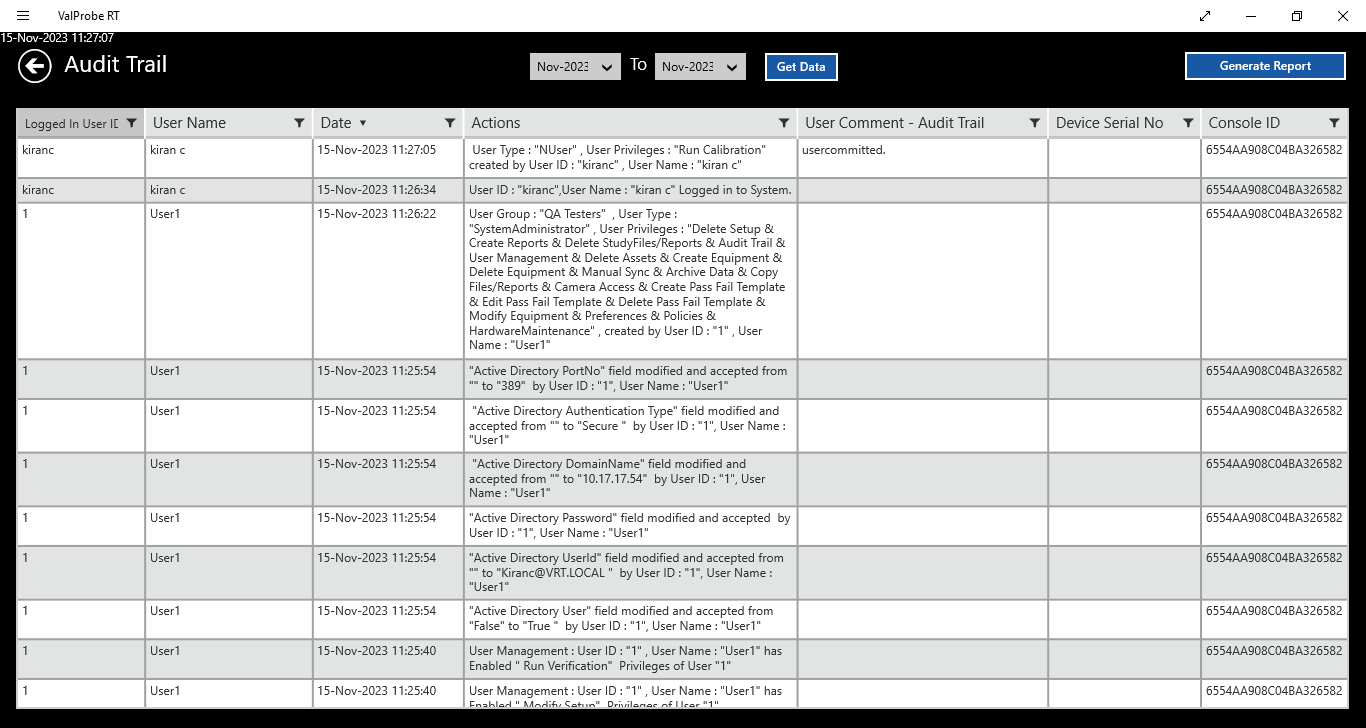 ValProbe RT
15-Nov-2023 11:27:07
Audit Trail
Nov-2023 To Nov-2023 Get Data Generate Report
Logged In User ID User Name Date Actions User Comment - Audit Trail Device Serial No Console ID
kiranc kiran c 15-Nov-2023 11:27:05 User Type : "NUser" , User Privileges : "Run Calibration" usercommitted. 6554AA908C04BA326582
created by User ID : "kiranc" , User Name : "kiran c"
kiranc kiran c 15-Nov-2023 11:26:34 User ID : "kiranc",User Name : "kiran c" Logged in to System. 6554AA908C04BA326582
1 User1 15-Nov-2023 11:26:22 User Group : "QA Testers" , User Type : 6554AA908C04BA326582
"SystemAdministrator" , User Privileges : "Delete Setup &
Create Reports & Delete StudyFiles/Reports & Audit Trail &
User Management & Delete Assets & Create Equipment &
Delete Equipment & Manual Sync & Archive Data & Copy
Files/Reports & Camera Access & Create Pass Fail Template
& Edit Pass Fail Template & Delete Pass Fail Template &
Modify Equipment & Preferences & Policies &
HardwareMaintenance" , created by User ID : "1" , User
Name : "User1"
1 User1 15-Nov-2023 11:25:54 "Active Directory PortNo" field modified and accepted from 6554AA908C04BA326582
"" to "389" by User ID : "1", User Name : "User1"
1 User1 15-Nov-2023 11:25:54 "Active Directory Authentication Type" field modified and 6554AA908C04BA326582
accepted from "" to "Secure " by User ID : "1", User Name :
"User1"
1 User1 15-Nov-2023 11:25:54 "Active Directory DomainName" field modified and 6554AA908C04BA326582
accepted from "" to "10.17.17.54" by User ID : "1", User
Name : "User1"
1 User1 15-Nov-2023 11:25:54 "Active Directory Password" field modified and accepted by 6554AA908C04BA326582
User ID : "1", User Name : "User1"
1 User1 15-Nov-2023 11:25:54 "Active Directory UserId" field modified and accepted from 6554AA908C04BA326582
"" to "Kiranc@VRT.LOCAL " by User ID : "1", User Name :
"User1"
1 User1 15-Nov-2023 11:25:54 "Active Directory User" field modified and accepted from 6554AA908C04BA326582
"False" to "True " by User ID : "1", User Name : "User1"
1 User1 15-Nov-2023 11:25:40 User Management : User ID : "1" , User Name : "User1" has 6554AA908C04BA326582
Enabled " Run Verification" Privileges of User "1"
1 User1 15-Nov-2023 11:25:40 User Management : User ID : "1" , User Name : "User1" has 6554AA908C04BA326582
Enabled " Modify Setup" Privileges of User "1"